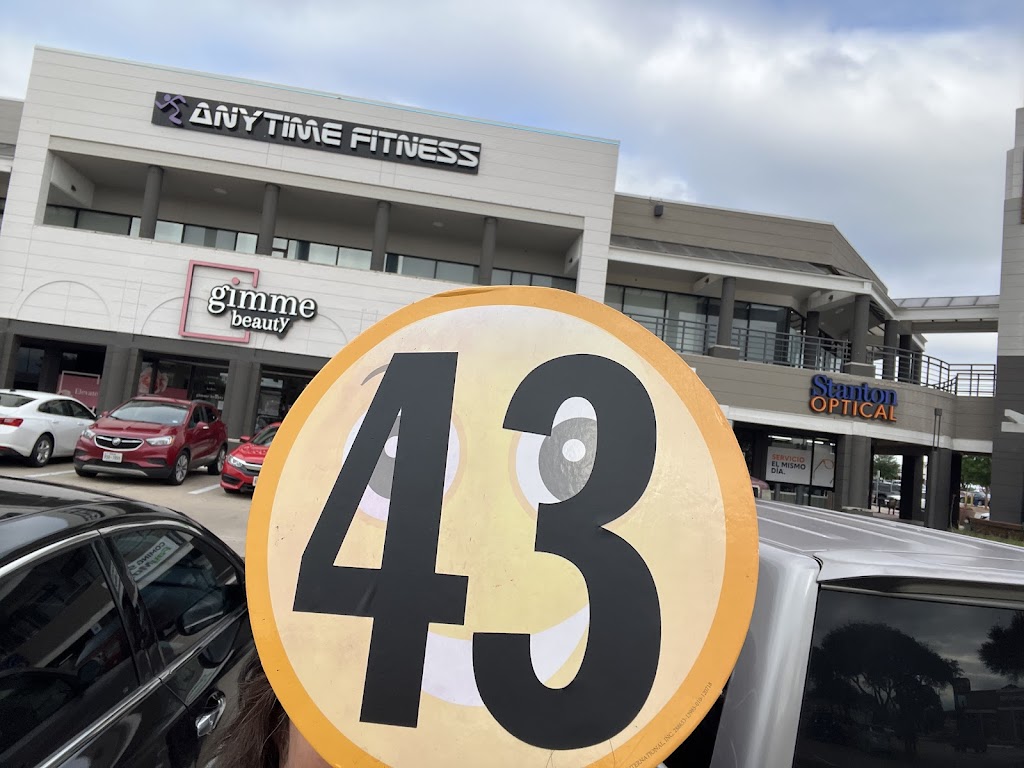 ANYTIME FITNESS
gimme
beauty
Stanton
OPTICAL
SERVICIO
EL MISMO
DÍA.
43